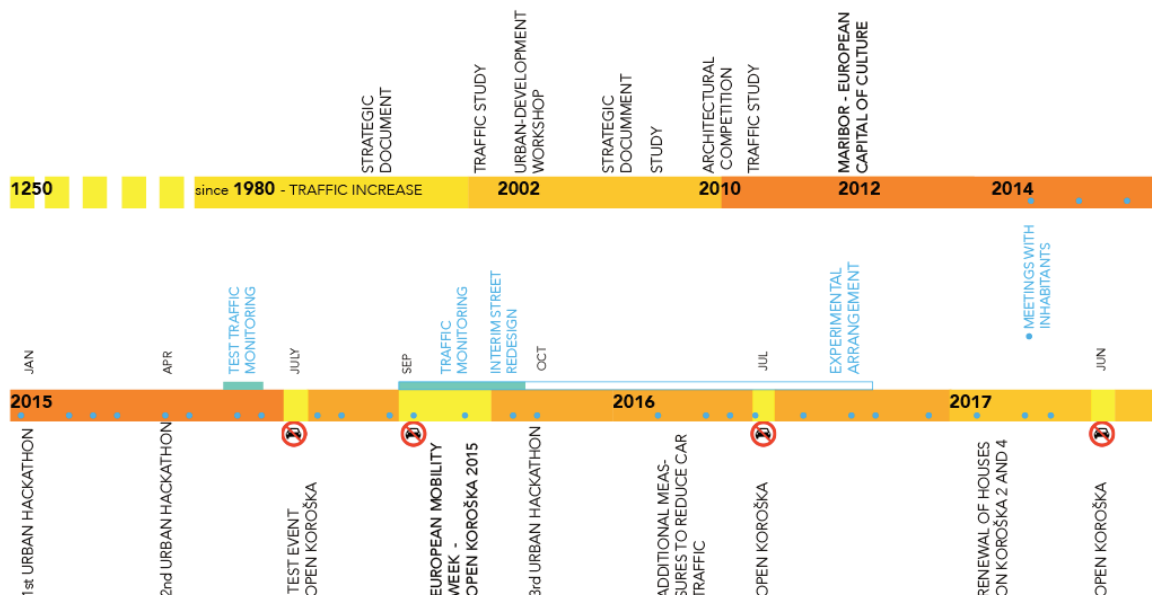 STRATEGIC
DOCUMENT
TRAFFIC STUDY
URBAN-DEVELOPMENT
WORKSHOP
STRATEGIC
DOCUMMENT
STUDY
ARCHITECTURAL
COMPETITION
TRAFFIC STUDY
MARIBOR - EUROPEAN
CAPITAL OF CULTURE
1250
since 1980 - TRAFFIC INCREASE
2002
2010
2012
2014
MEETINGS WITH
INHABITANTS
JAN
APR
TEST TRAFFIC
MONITORING
JULY
SEP
TRAFFIC
MONITORING
INTERIM STREET
REDESIGN
OCT
JUL
EXPERIMENTAL
ARRANGEMENT
JUN
2015
2016
2017
1st URBAN HACKATHON
2nd URBAN HACKATHON
TEST EVENT
OPEN KOROŠKA
EUROPEAN MOBILITY
WEEK -
OPEN KOROŠKA 2015
3rd URBAN HACKATHON
ADDITIONAL MEAS-
SURES TO REDUCE CAR
TRAFFIC
OPEN KOROŠKA
RENEWAL OF HOUSES
ON KOROŠKA 2 AND 4
OPEN KOROŠKA